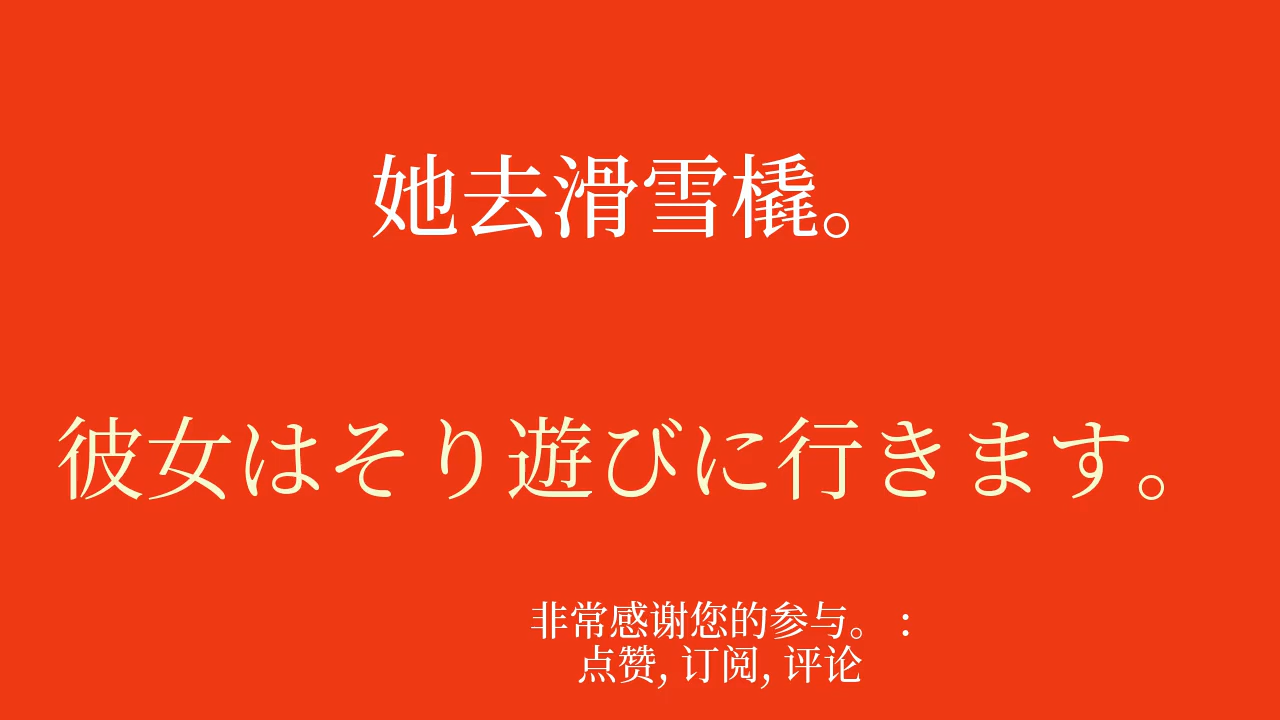 她去滑雪橇。
彼女はそり遊びに行きます。
非常感谢您的参与。 :
点赞, 订阅, 评论